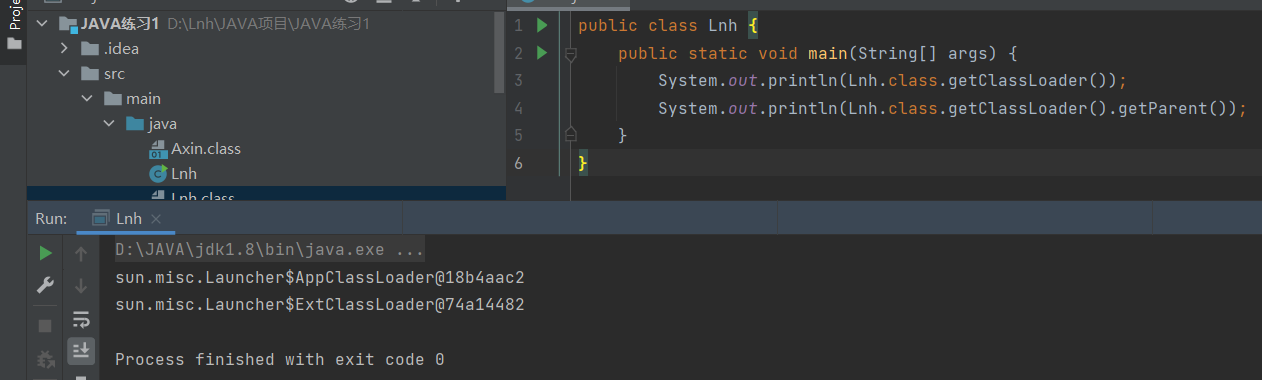 Proje
JAVA练习1 D:\Lnh\JAVA项目\JAVA练习1
.idea
src
main
java
Axin.class
Lnh
Lnh.class
1 public class Lnh {
2 public static void main(String[] args) {
3 System.out.println(Lnh.class.getClassLoader());
4 System.out.println(Lnh.class.getClassLoader().getParent());
5 }
6 }
Run: Lnh
D:\JAVA\jdk1.8\bin\java.exe ...
sun.misc.Launcher$AppClassLoader@18b4aac2
sun.misc.Launcher$ExtClassLoader@74a14482
Process finished with exit code 0